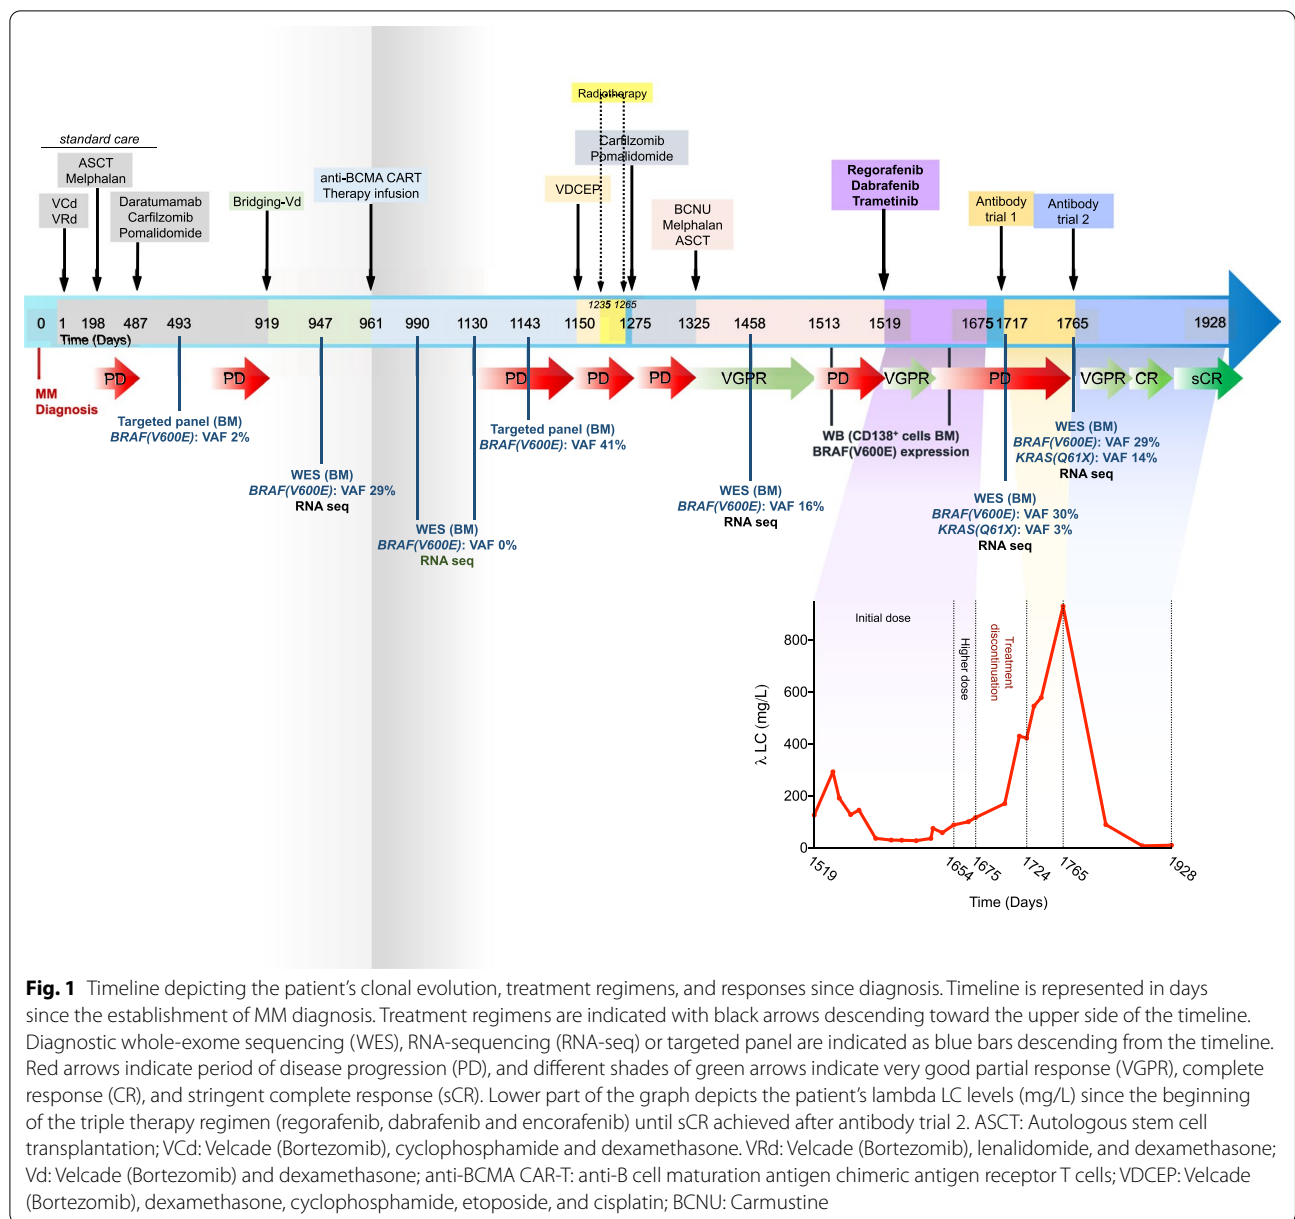 Radiotherapy
standard care
ASCT
Melphalan
VCd
VRd
Daratumamab
Carfilzomib
Pomalidomide
Bridging-Vd
anti-BCMA CART
Therapy infusion
VDCEP
Carfilzomib
Pomalidomide
BCNU
Melphalan
ASCT
Regorafenib
Dabrafenib
Trametinib
Antibody
trial 1
Antibody
trial 2
1235 1265
0 1 198 487 493 919 947 961 990 1130 1143 1150 1275 1325 1458 1513 1519 1675 1717 1765 1928
Time (Days)
PD PD PD PD PD VGPR PD VGPR PD VGPR CR sCR
MM
Diagnosis
Targeted panel (BM)
BRAF(V600E): VAF 2%
WES (BM)
BRAF(V600E): VAF 29%
RNA seq
WES (BM)
BRAF(V600E): VAF 0%
RNA seq
Targeted panel (BM)
BRAF(V600E): VAF 41%
WES (BM)
BRAF(V600E): VAF 16%
RNA seq
WB (CD138⁺ cells BM)
BRAF(V600E) expression
WES (BM)
BRAF(V600E): VAF 30%
KRAS(Q61X): VAF 3%
RNA seq
WES (BM)
BRAF(V600E): VAF 29%
KRAS(Q61X): VAF 14%
RNA seq
Initial dose
Higher dose
Treatment
discontinuation
λ LC (mg/L)
800
600
400
200
0
1519 1654 1675 1724 1765 1928
Time (Days)
Fig. 1 Timeline depicting the patient's clonal evolution, treatment regimens, and responses since diagnosis. Timeline is represented in days
since the establishment of MM diagnosis. Treatment regimens are indicated with black arrows descending toward the upper side of the timeline.
Diagnostic whole-exome sequencing (WES), RNA-sequencing (RNA-seq) or targeted panel are indicated as blue bars descending from the timeline.
Red arrows indicate period of disease progression (PD), and different shades of green arrows indicate very good partial response (VGPR), complete
response (CR), and stringent complete response (sCR). Lower part of the graph depicts the patient's lambda LC levels (mg/L) since the beginning
of the triple therapy regimen (regorafenib, dabrafenib and encorafenib) until sCR achieved after antibody trial 2. ASCT: Autologous stem cell
transplantation; VCd: Velcade (Bortezomib), cyclophosphamide and dexamethasone. VRd: Velcade (Bortezomib), lenalidomide, and dexamethasone;
Vd: Velcade (Bortezomib) and dexamethasone; anti-BCMA CAR-T: anti-B cell maturation antigen chimeric antigen receptor T cells; VDCEP: Velcade
(Bortezomib), dexamethasone, cyclophosphamide, etoposide, and cisplatin; BCNU: Carmustine